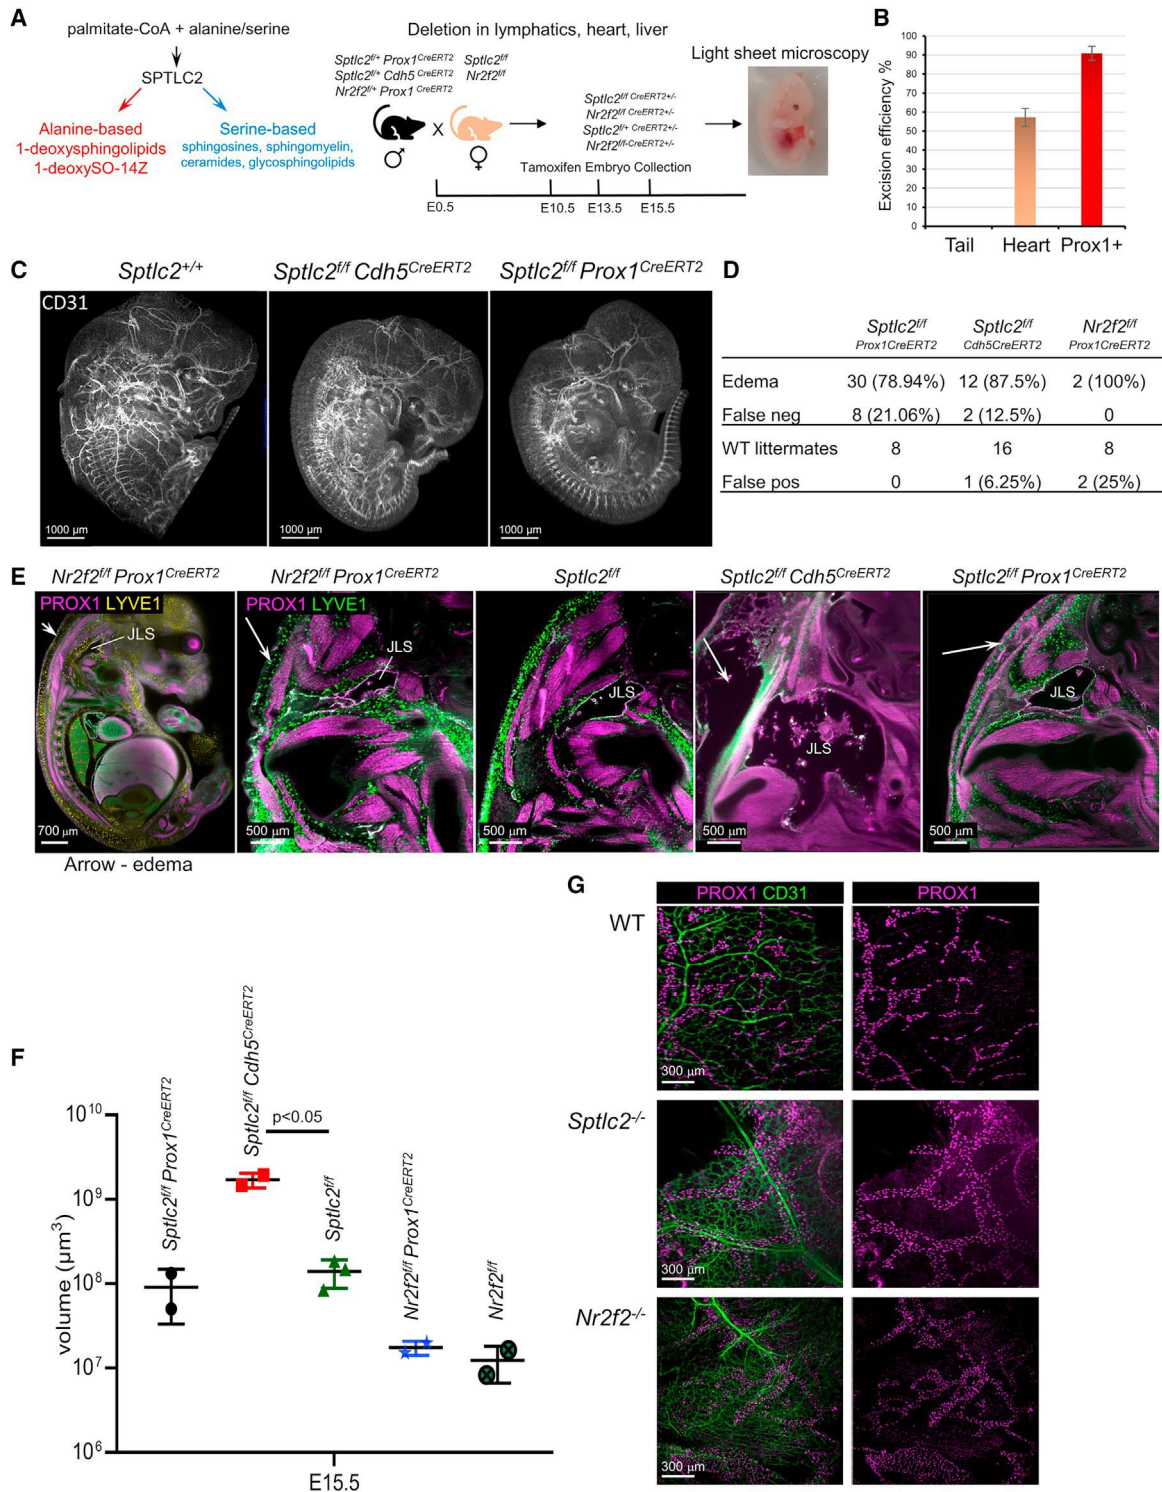 A
palmitate-CoA + alanine/serine
SPTLC2
Alanine-based
1-deoxysphingolipids
1-deoxySO-14Z
Serine-based
sphingosines, sphingomyelin,
ceramides, glycosphingolipids
Deletion in lymphatics, heart, liver
Sptlc2f/+ Prox1CreERT2 Sptlc2f/f
Sptlc2f/+ Cdh5CreERT2 Nr2f2f/f
Nr2f2f/+ Prox1CreERT2
X
♂ ♀
Sptlc2f/f CreERT2+/-
Nr2f2f/f CreERT2+/-
Sptlc2f/+ CreERT2+/-
Nr2f2f/f-CreERT2+/-
Tamoxifen Embryo Collection
E0.5 E10.5 E13.5 E15.5
Light sheet microscopy
B
Excision efficiency %
100
90
80
70
60
50
40
30
20
10
0
Tail Heart Prox1+
C
Sptlc2+/+ Sptlc2f/f Cdh5CreERT2 Sptlc2f/f Prox1CreERT2
CD31
1000 µm 1000 µm 1000 µm
D
Sptlc2f/f Sptlc2f/f Nr2f2f/f
Prox1CreERT2 Cdh5CreERT2 Prox1CreERT2
Edema 30 (78.94%) 12 (87.5%) 2 (100%)
False neg 8 (21.06%) 2 (12.5%) 0
WT littermates 8 16 8
False pos 0 1 (6.25%) 2 (25%)
E
Nr2f2f/f Prox1CreERT2 Nr2f2f/f Prox1CreERT2 Sptlc2f/f Sptlc2f/f Cdh5CreERT2 Sptlc2f/f Prox1CreERT2
PROX1 LYVE1 PROX1 LYVE1
JLS JLS JLS JLS JLS
700 µm 500 µm 500 µm 500 µm 500 µm
Arrow - edema
F
volume (µm3)
1010
109
108
107
106
Sptlc2f/f Prox1CreERT2
Sptlc2f/f Cdh5CreERT2
p<0.05
Sptlc2f/f
Nr2f2f/f Prox1CreERT2
Nr2f2f/f
E15.5
G
PROX1 CD31 PROX1
WT
300 µm
Sptlc2-/-
300 µm
Nr2f2-/-
300 µm